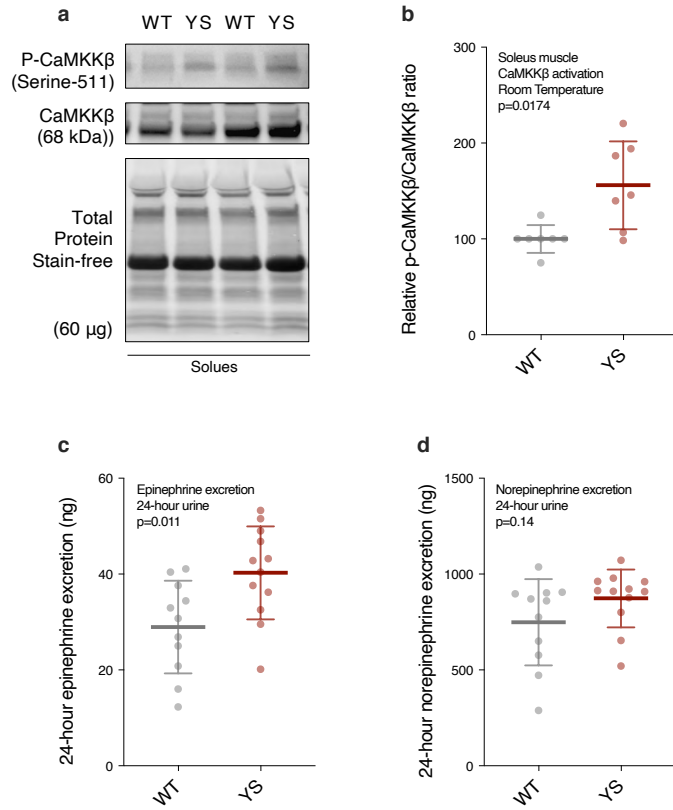 a
WT YS WT YS
P-CaMKKβ
(Serine-511)
CaMKKβ
(68 kDa))
Total
Protein
Stain-free
(60 µg)
Solues
b
Relative p-CaMKKβ/CaMKKβ ratio
300
200
100
0
Soleus muscle
CaMKKβ activation
Room Temperature
p=0.0174
WT
YS
c
24-hour epinephrine excretion (ng)
60
40
20
0
Epinephrine excretion
24-hour urine
p=0.011
WT
YS
d
24-hour norepinephrine excretion (ng)
1500
1000
500
0
Norepinephrine excretion
24-hour urine
p=0.14
WT
YS